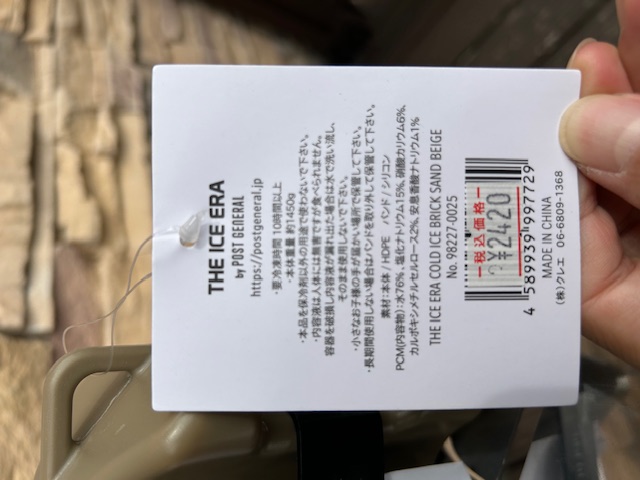 THE ICE ERA
by POST GENERAL
https://postgeneral.jp
・要冷凍時間 10時間以上
・本体重量 約1450g
・本品を保冷剤以外の用途で使わないで下さい。
・内容液は人体には無害ですが食べられません。
容器を破損し内容液が漏れ出た場合は水で洗い流し、
そのまま使用しないで下さい。
・小さなお子様の手が届かない場所で保管して下さい。
・長期間使用しない場合はバンドを取り外して保管して下さい。
素材：本体 / HDPE バンド / シリコン
PCM(内容物)：水76%、塩化ナトリウム15%、硝酸カリウム6%、
カルボキシメチルセルロース2%、安息香酸ナトリウム1%
THE ICE ERA COLD ICE BRICK SAND BEIGE
No. 98227-0025
税込価格
¥2420
4 589939 997729
MADE IN CHINA
(株)クレエ 06-6809-1368